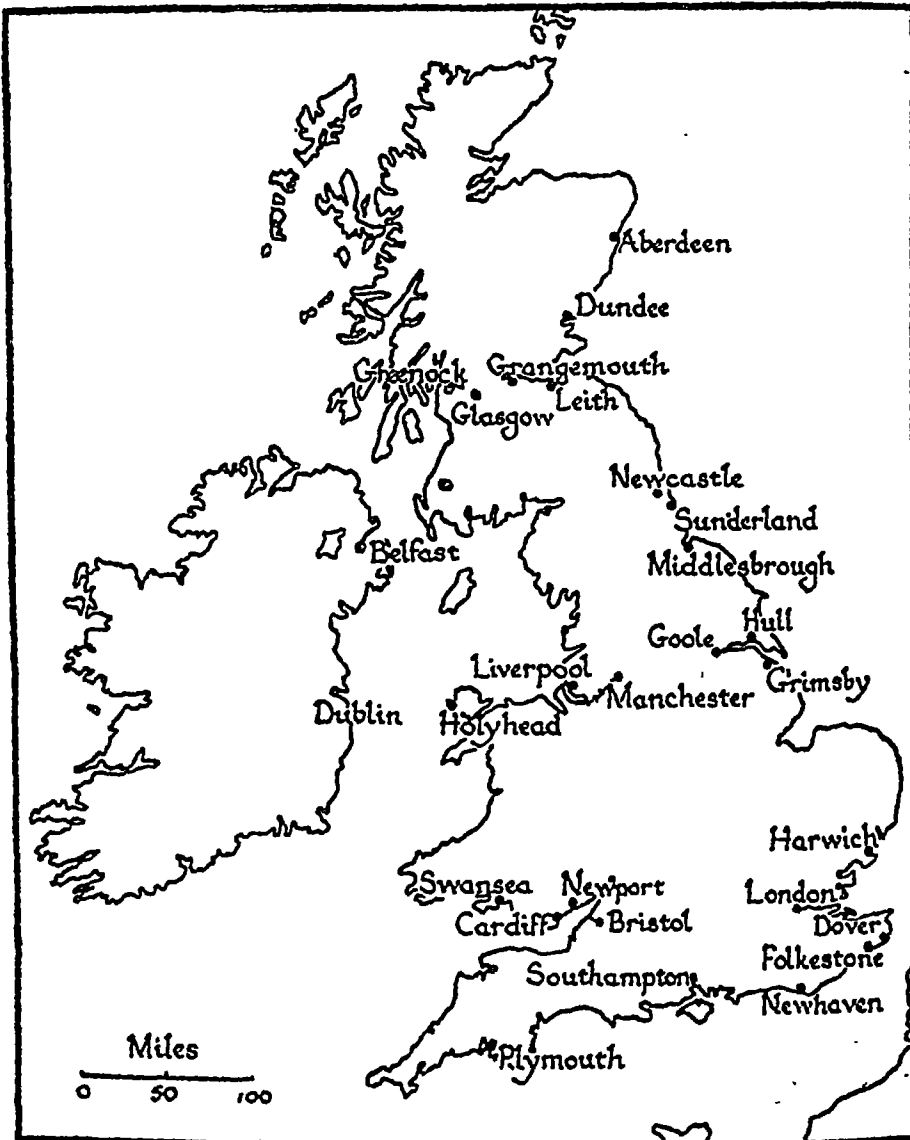 Aberdeen
Dundee
Greenock
Grangemouth
Leith
Glasgow
Newcastle
Sunderland
Belfast
Middlesbrough
Hull
Goole
Liverpool
Grimsby
Manchester
Dublin
Holyhead
Harwich
Swansea
Newport
London
Cardiff
Bristol
Dover
Folkestone
Southampton
Newhaven
Miles
Plymouth
0 50 100